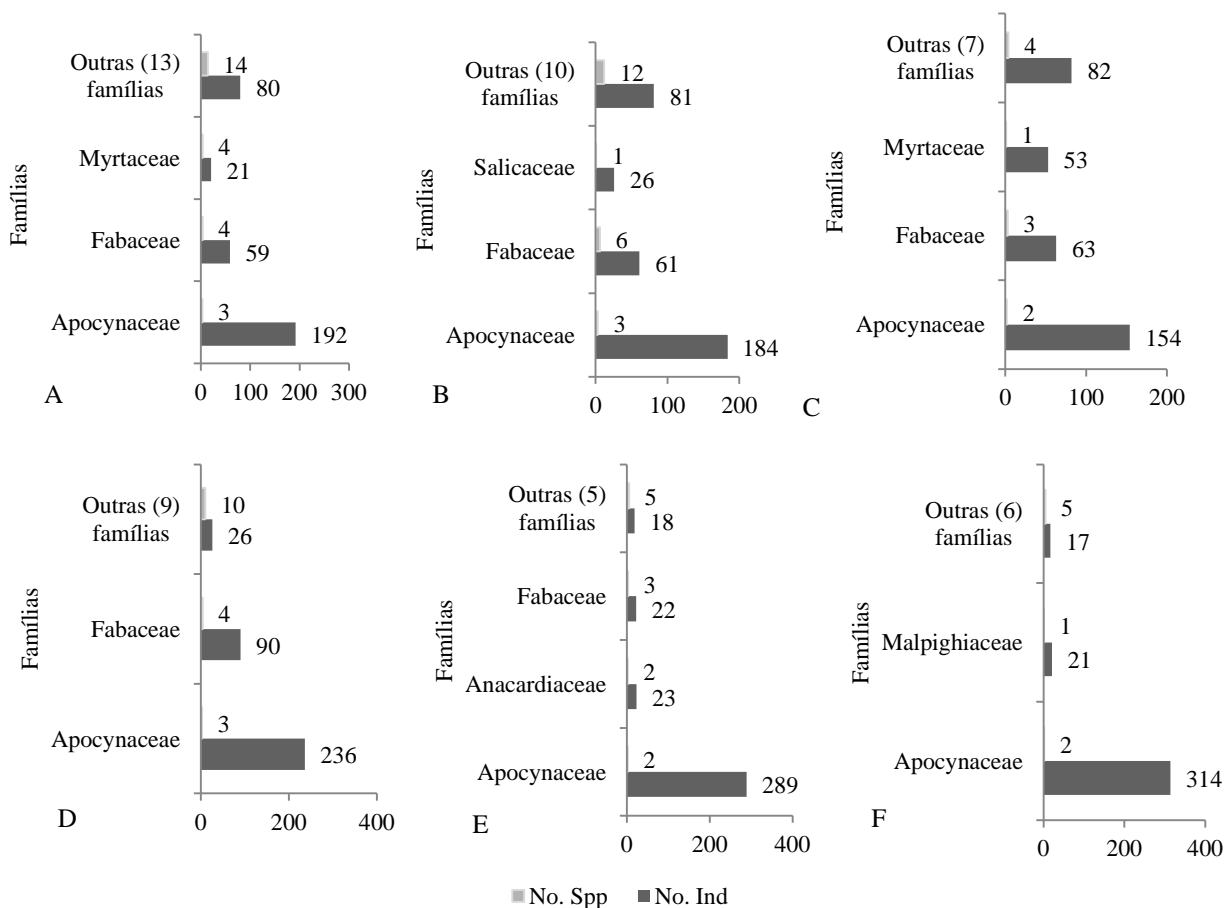 Famílias
Outras (13)
famílias
14
80
Myrtaceae
4
21
Fabaceae
4
59
Apocynaceae
3
192
0 100 200 300
A
Famílias
Outras (10)
famílias
12
81
Salicaceae
1
26
Fabaceae
6
61
Apocynaceae
3
184
0 100 200
B
Famílias
Outras (7)
famílias
4
82
Myrtaceae
1
53
Fabaceae
3
63
Apocynaceae
2
154
0 100 200
C
Famílias
Outras (9)
famílias
10
26
Fabaceae
4
90
Apocynaceae
3
236
0 200 400
D
Famílias
Outras (5)
famílias
5
18
Fabaceae
3
22
Anacardiaceae
2
23
Apocynaceae
2
289
0 200 400
E
Famílias
Outras (6)
famílias
5
17
Malpighiaceae
1
21
Apocynaceae
2
314
0 200 400
F
No. Spp No. Ind